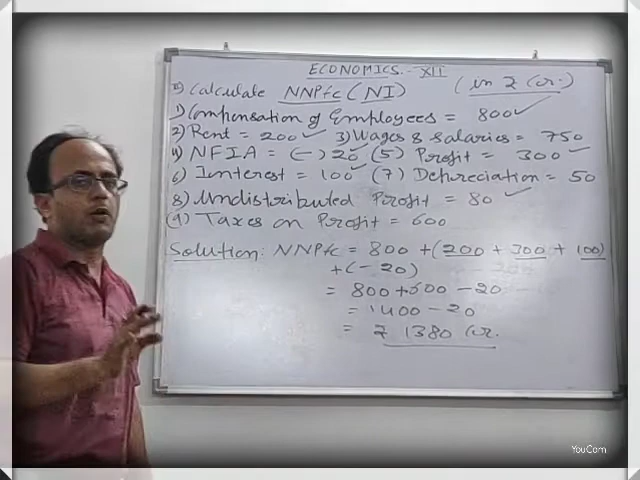 ECONOMICS.- XII
Calculate NNPfc (NI) (in ₹ Cor.)
1) Compensation of Employees = 800 ✓
2) Rent = 200 ✓ 3) Wages & Salaries = 750
4) NFIA = (-) 20 ✓ (5) Profit = 300 ✓
6) Interest = 100 ✓ (7) Depreciation = 50
8) Undistributed Profit = 80 ✓
(9) Taxes on Profit = 600
Solution: NNPfc = 800 + (200 + 300 + 100)
+ (- 20)
= 800 + 600 - 20
= 1400 - 20
= ₹ 1380 Cor.
YouCam